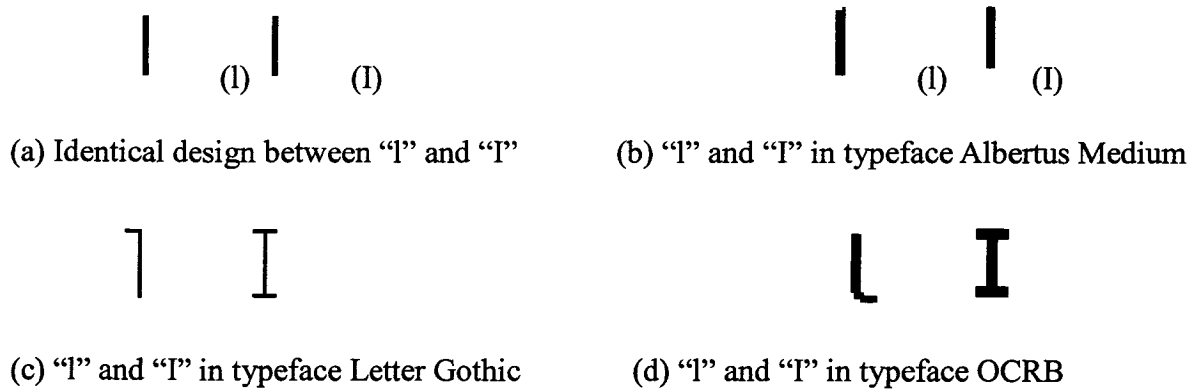 l (l) I (I) l (l) I (I)
(a) Identical design between “l” and “I” (b) “l” and “I” in typeface Albertus Medium
l I l I
(c) “l” and “I” in typeface Letter Gothic (d) “l” and “I” in typeface OCRB